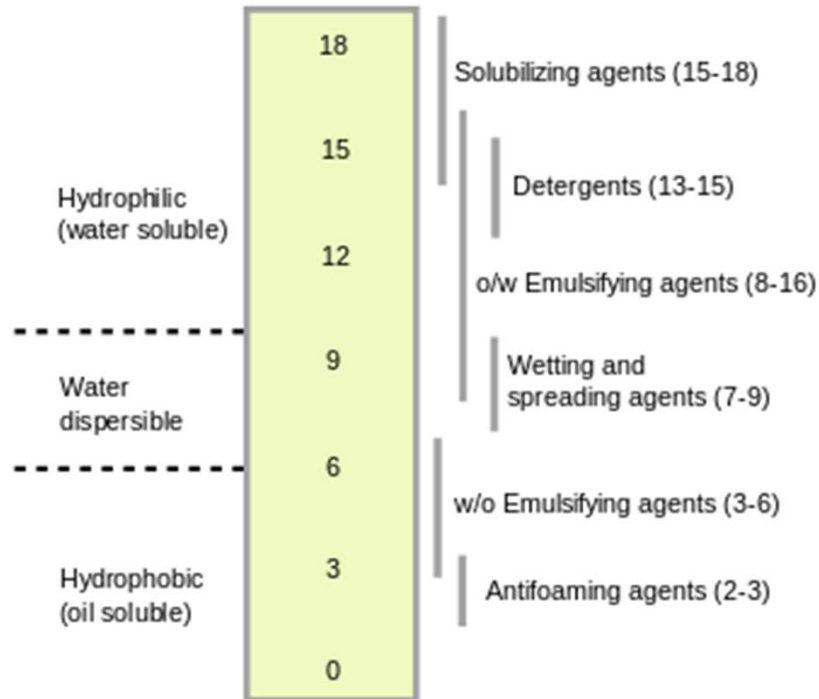 18
Solubilizing agents (15-18)
15
Detergents (13-15)
Hydrophilic
(water soluble)
12
o/w Emulsifying agents (8-16)
9
Wetting and
spreading agents (7-9)
Water
dispersible
6
w/o Emulsifying agents (3-6)
3
Hydrophobic
(oil soluble)
Antifoaming agents (2-3)
0